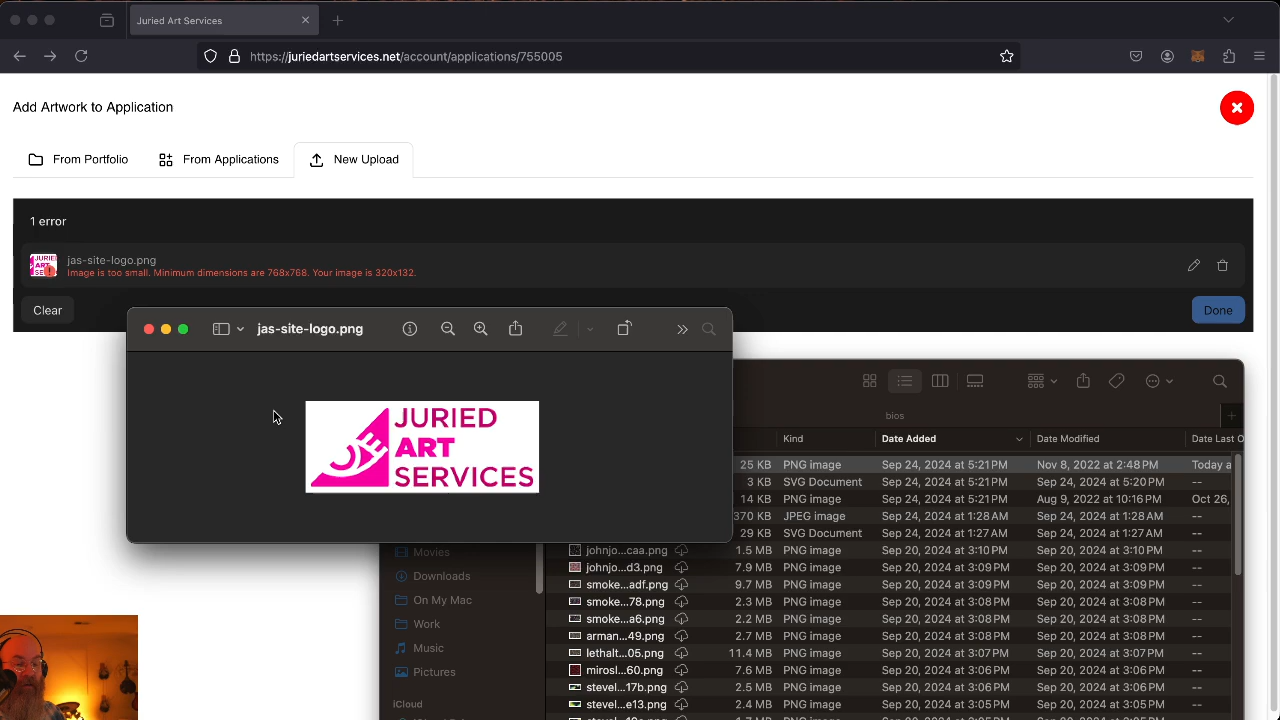 Juried Art Services
https://juriedartservices.net/account/applications/755005
Add Artwork to Application
From Portfolio
From Applications
New Upload
1 error
jas-site-logo.png
Image is too small. Minimum dimensions are 768x768. Your image is 320x132.
Clear
Done
jas-site-logo.png
JURIED
ART
SERVICES
bios
Kind Date Added Date Modified Date Last O
25 KB PNG image Sep 24, 2024 at 5:21 PM Nov 8, 2022 at 2:48 PM Today a
3 KB SVG Document Sep 24, 2024 at 5:21 PM Sep 24, 2024 at 5:20 PM --
14 KB PNG image Sep 24, 2024 at 5:21 PM Aug 9, 2022 at 10:16 PM Oct 26,
370 KB JPEG image Sep 24, 2024 at 1:28 AM Sep 24, 2024 at 1:28 AM --
29 KB SVG Document Sep 24, 2024 at 1:27 AM Sep 24, 2024 at 1:27 AM --
johnjo...caa.png 1.5 MB PNG image Sep 20, 2024 at 3:10 PM Sep 20, 2024 at 3:10 PM --
johnjo...d3.png 7.9 MB PNG image Sep 20, 2024 at 3:09 PM Sep 20, 2024 at 3:09 PM --
smoke...adf.png 9.7 MB PNG image Sep 20, 2024 at 3:09 PM Sep 20, 2024 at 3:09 PM --
smoke...78.png 2.3 MB PNG image Sep 20, 2024 at 3:08 PM Sep 20, 2024 at 3:08 PM --
smoke...a6.png 2.2 MB PNG image Sep 20, 2024 at 3:08 PM Sep 20, 2024 at 3:08 PM --
arman...49.png 2.7 MB PNG image Sep 20, 2024 at 3:08 PM Sep 20, 2024 at 3:08 PM --
lethalt...05.png 11.4 MB PNG image Sep 20, 2024 at 3:07 PM Sep 20, 2024 at 3:07 PM --
mirosl...60.png 7.6 MB PNG image Sep 20, 2024 at 3:06 PM Sep 20, 2024 at 3:06 PM --
stevel...17b.png 2.5 MB PNG image Sep 20, 2024 at 3:06 PM Sep 20, 2024 at 3:06 PM --
stevel...e13.png 2.4 MB PNG image Sep 20, 2024 at 3:06 PM Sep 20, 2024 at 3:06 PM --
Movies
Downloads
On My Mac
Work
Music
Pictures
iCloud